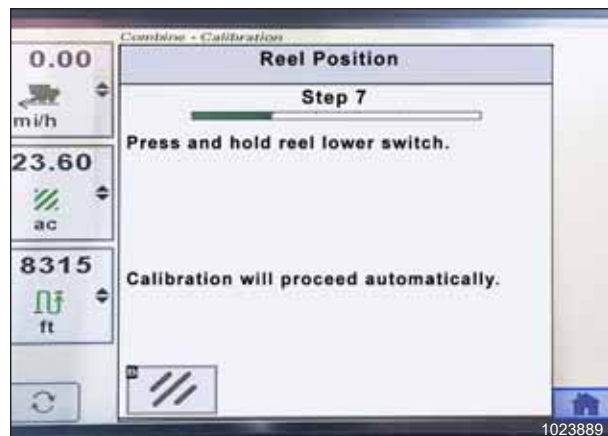 Combine - Calibration
0.00
mi/h
23.60
ac
8315
ft
Reel Position
Step 7
Press and hold reel lower switch.
Calibration will proceed automatically.
1023889